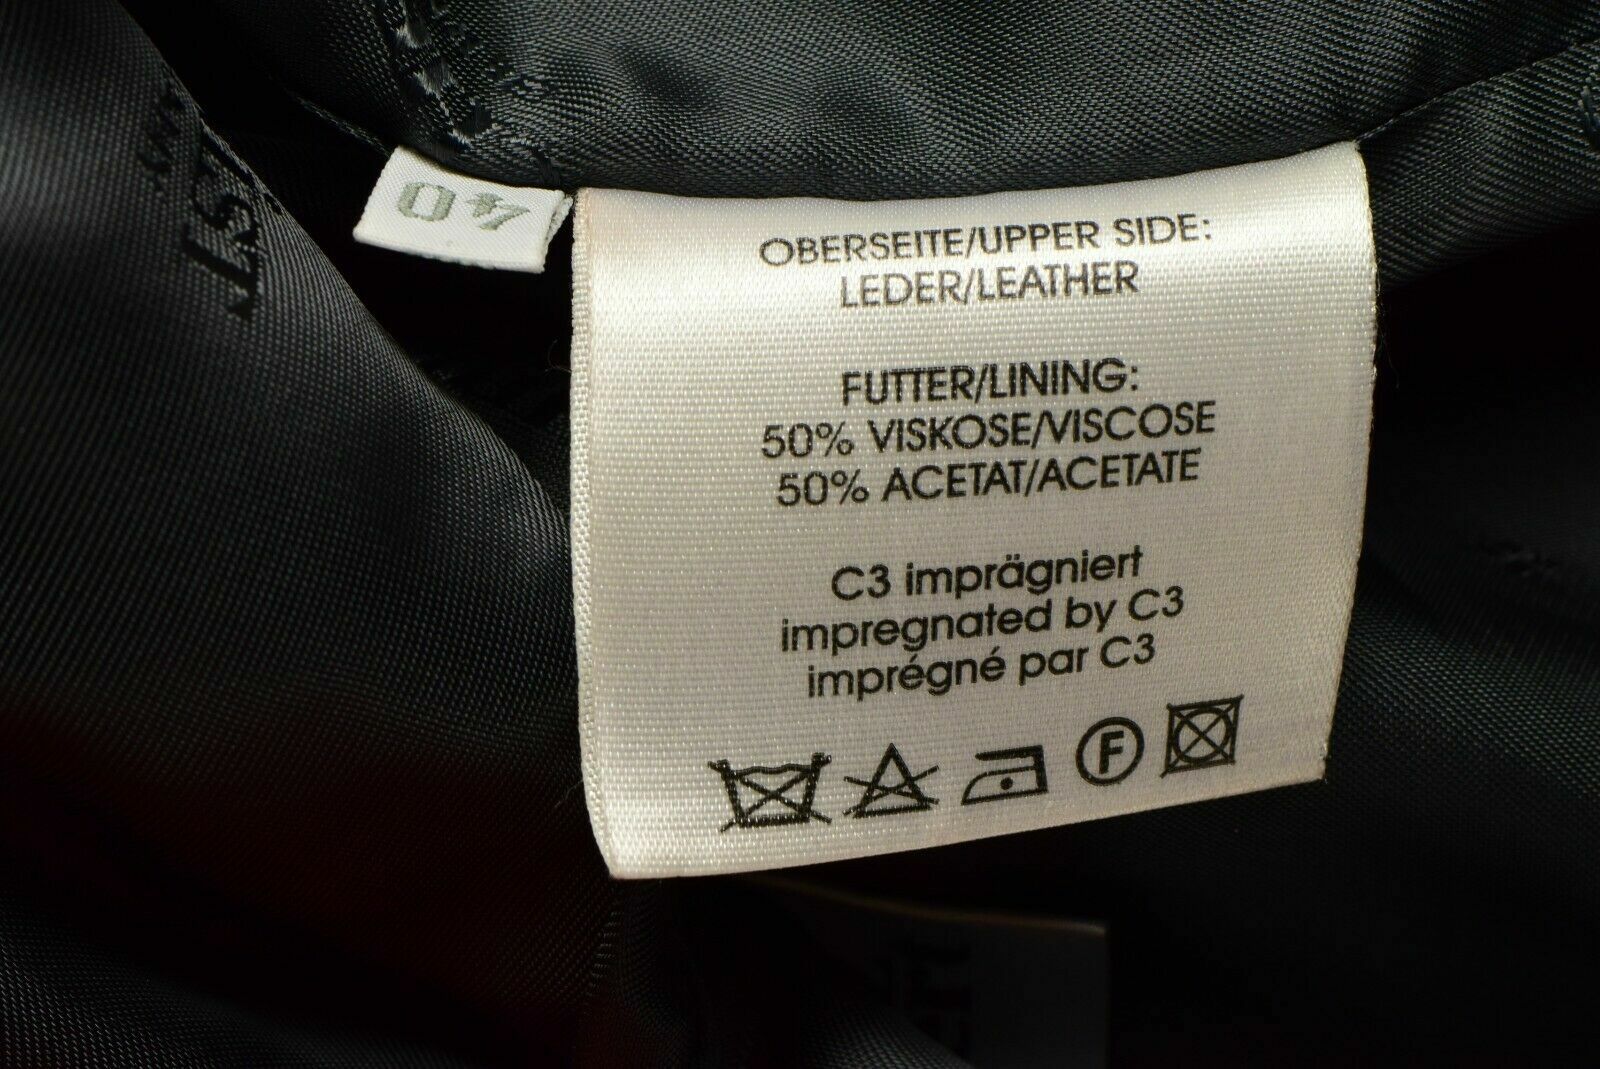 40
OBERSEITE/UPPER SIDE:
LEDER/LEATHER
FUTTER/LINING:
50% VISKOSE/VISCOSE
50% ACETAT/ACETATE
C3 imprägniert
impregnated by C3
imprégné par C3
F